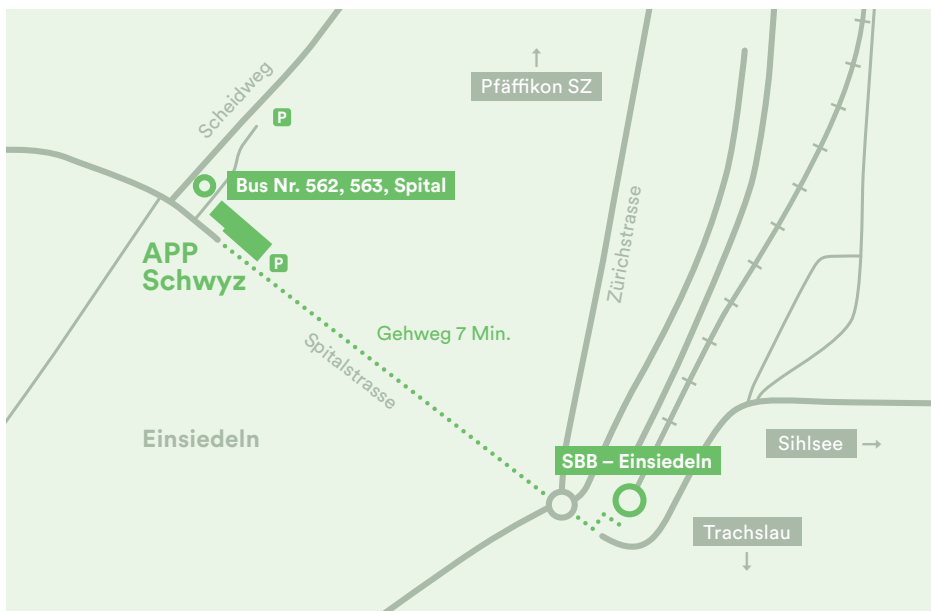 Pfäffikon SZ
Scheidweg
P
Bus Nr. 562, 563, Spital
APP
Schwyz
P
Zürichstrasse
Gehweg 7 Min.
Spitalstrasse
Einsiedeln
SBB – Einsiedeln
Sihlsee →
Trachslau